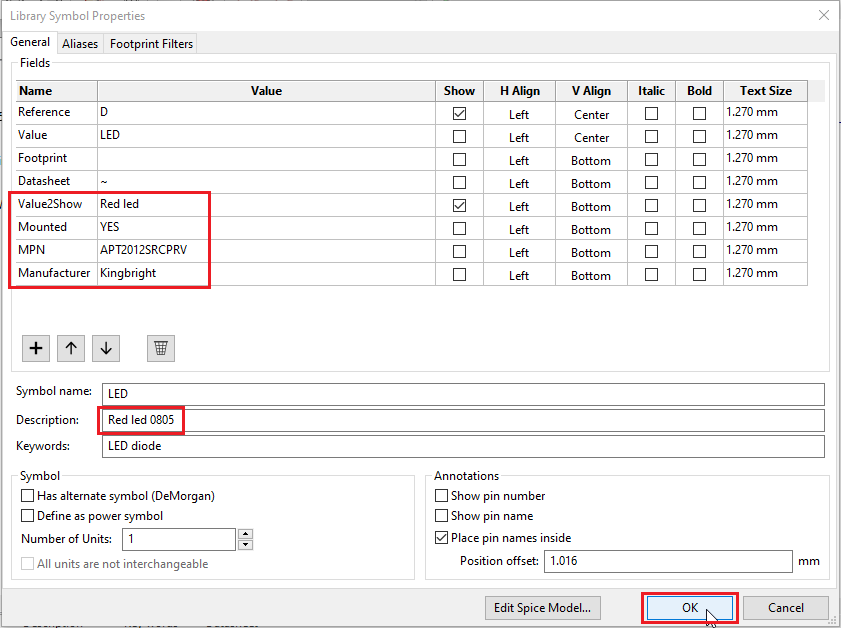 Library Symbol Properties
General Aliases Footprint Filters
Fields
Name Value Show H Align V Align Italic Bold Text Size
Reference D Left Center 1.270 mm
Value LED Left Center 1.270 mm
Footprint Left Bottom 1.270 mm
Datasheet ~ Left Bottom 1.270 mm
Value2Show Red led Left Bottom 1.270 mm
Mounted YES Left Bottom 1.270 mm
MPN APT2012SRCPRV Left Bottom 1.270 mm
Manufacturer Kingbright Left Bottom 1.270 mm
Symbol name: LED
Description: Red led 0805
Keywords: LED diode
Symbol
Has alternate symbol (DeMorgan)
Define as power symbol
Number of Units: 1
All units are not interchangeable
Annotations
Show pin number
Show pin name
Place pin names inside
Position offset: 1.016 mm
Edit Spice Model... OK Cancel